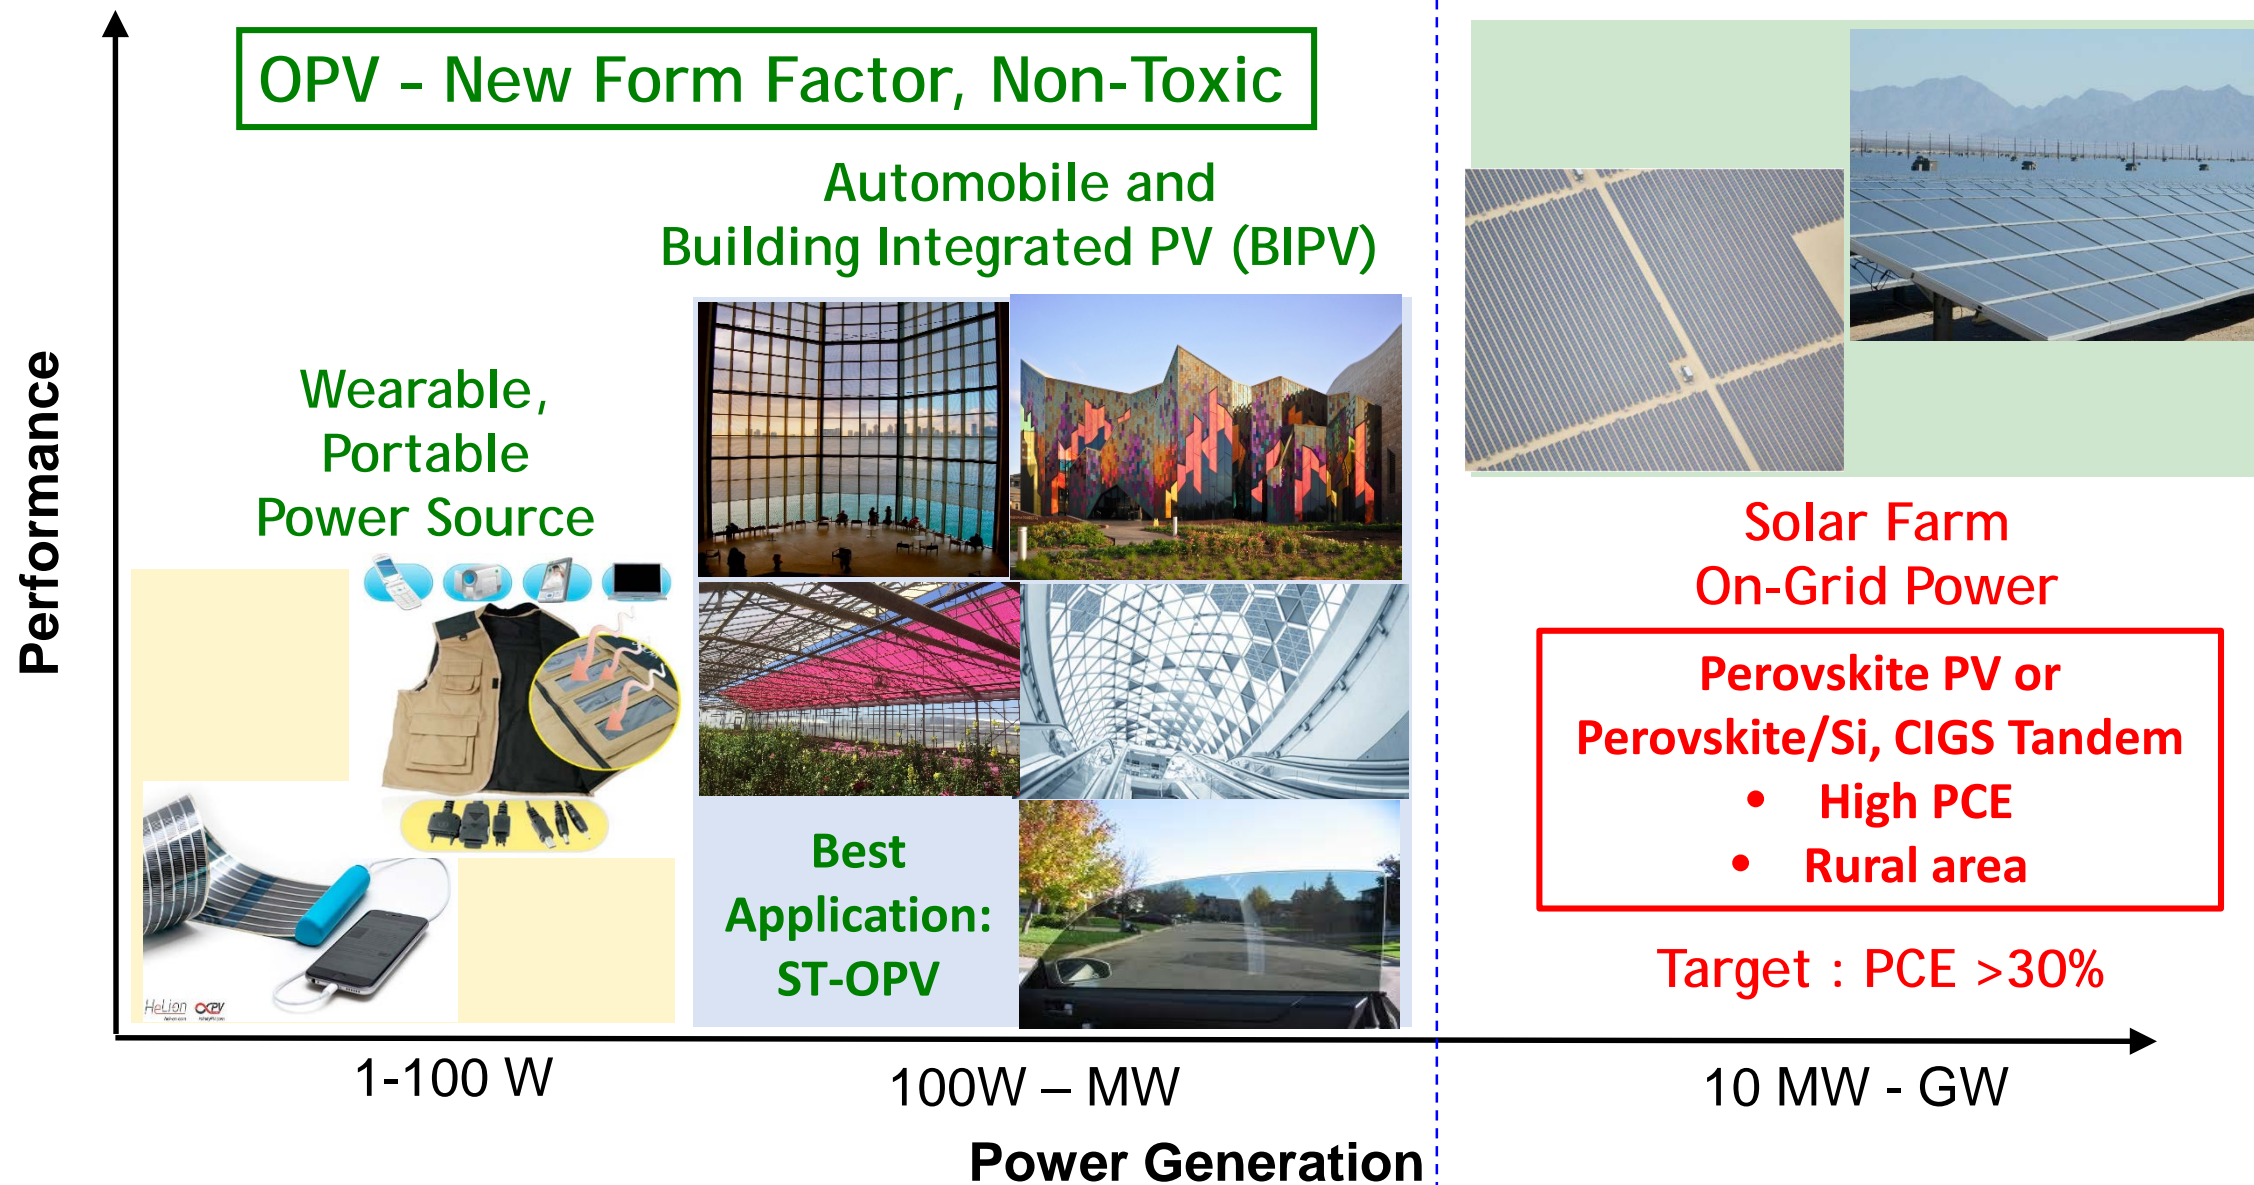 OPV - New Form Factor, Non-Toxic
Automobile and
Building Integrated PV (BIPV)
Wearable,
Portable
Power Source
Best
Application:
ST-OPV
HeLion
Solar Farm
On-Grid Power
Perovskite PV or
Perovskite/Si, CIGS Tandem
• High PCE
• Rural area
Target : PCE >30%
Performance
1-100 W
100W – MW
10 MW - GW
Power Generation